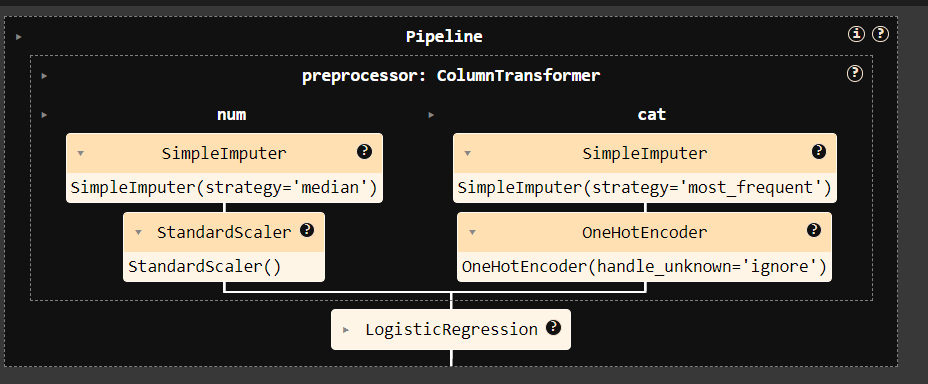 Pipeline
preprocessor: ColumnTransformer
num
cat
SimpleImputer
SimpleImputer(strategy='median')
StandardScaler
StandardScaler()
SimpleImputer
SimpleImputer(strategy='most_frequent')
OneHotEncoder
OneHotEncoder(handle_unknown='ignore')
LogisticRegression